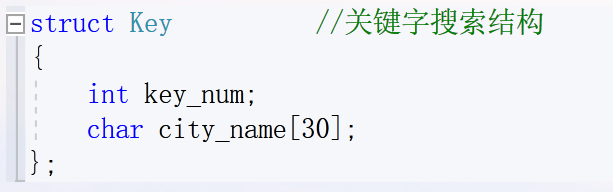 struct Key //关键字搜索结构
{
int key_num;
char city_name[30];
};